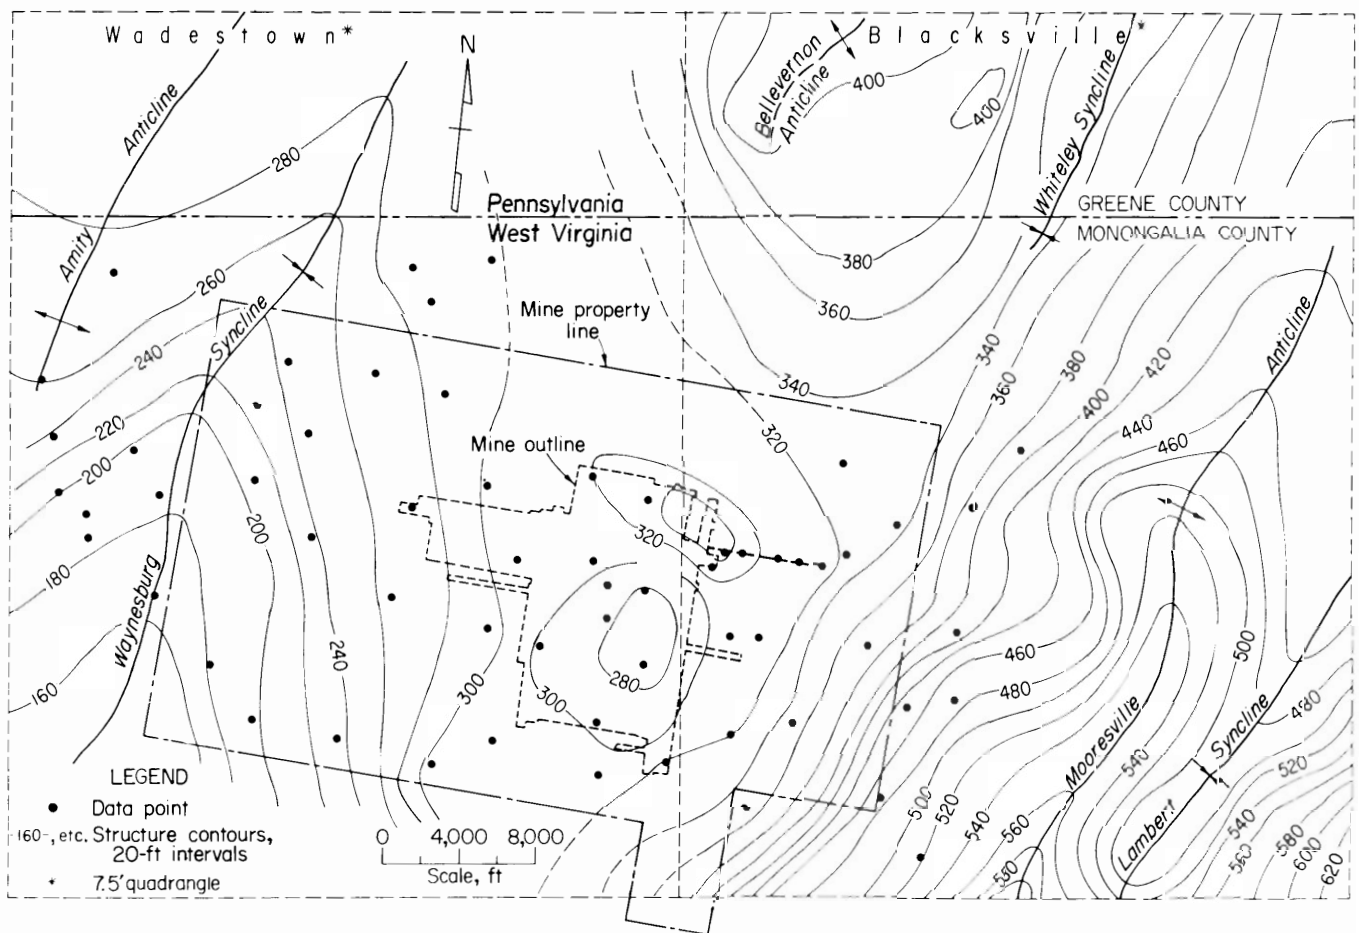 Wadestown*
Blacksville*
N
Bellevernon
Anticline
Whiteley Syncline
Anticline
Amity
400
400
280
Pennsylvania
West Virginia
GREENE COUNTY
MONONGALIA COUNTY
380
260
360
Mine property
line
Syncline
240
340
340
380
420
Anticline
360
400
220
320
440
Mine outline
460
200
200
320
180
Waynesburg
240
460
500
480
160
300
300
280
Mooresville
Syncline
480
540
520
LEGEND
Data point
160-, etc. Structure contours,
20-ft intervals
* 7.5' quadrangle
0 4,000 8,000
Scale, ft
500
520
540
560
Lambert
540
560
580
600
620